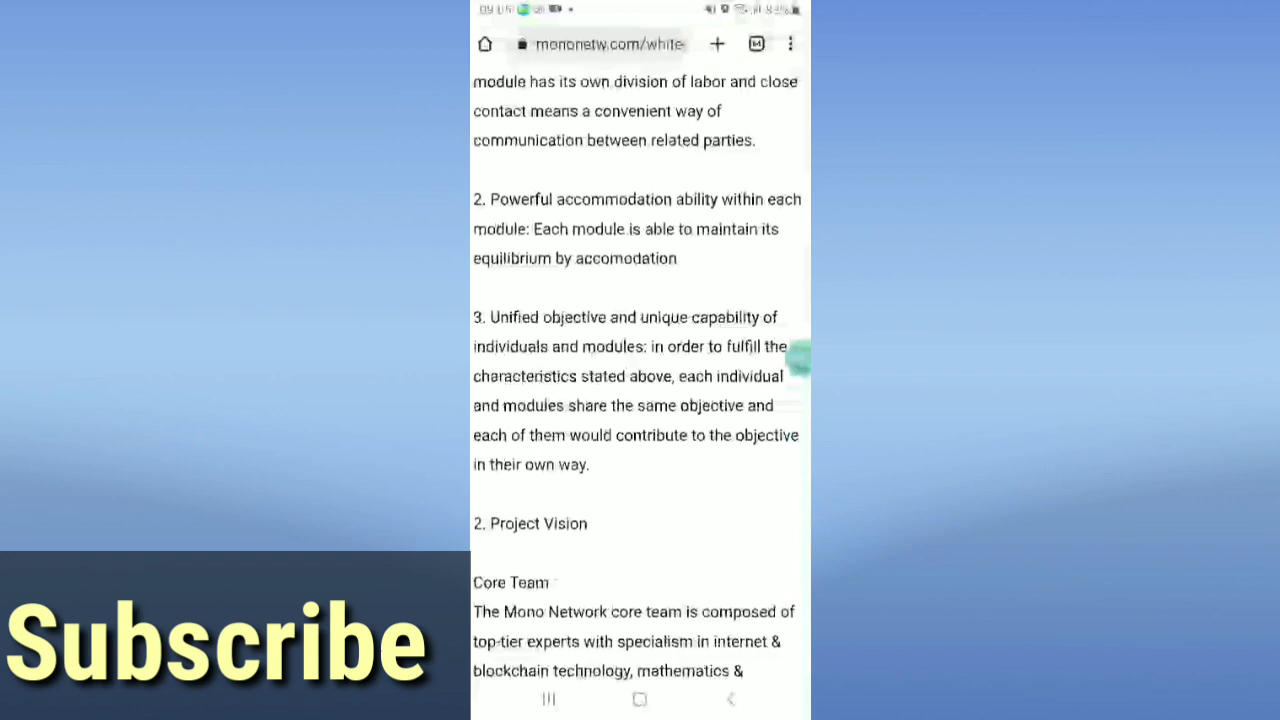 mononetw.com/white
module has its own division of labor and close
contact means a convenient way of
communication between related parties.
2. Powerful accommodation ability within each
module: Each module is able to maintain its
equilibrium by accomodation
3. Unified objective and unique capability of
individuals and modules: in order to fulfill the
characteristics stated above, each individual
and modules share the same objective and
each of them would contribute to the objective
in their own way.
2. Project Vision
Core Team
The Mono Network core team is composed of
top-tier experts with specialism in internet &
blockchain technology, mathematics &
Subscribe